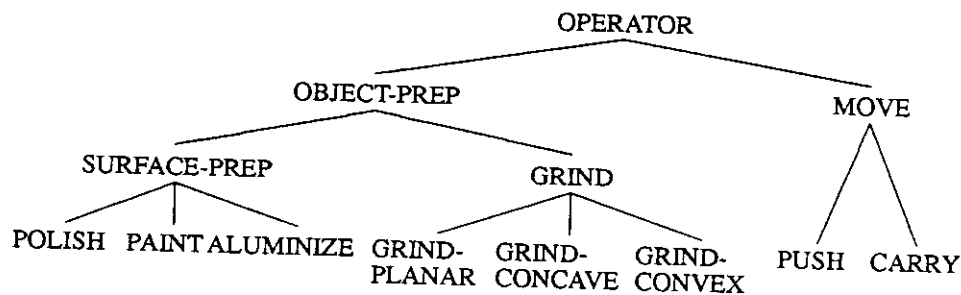 OPERATOR
OBJECT-PREP
MOVE
SURFACE-PREP
GRIND
POLISH PAINT ALUMINIZE
GRIND-
PLANAR
GRIND-
CONCAVE
GRIND-
CONVEX
PUSH CARRY